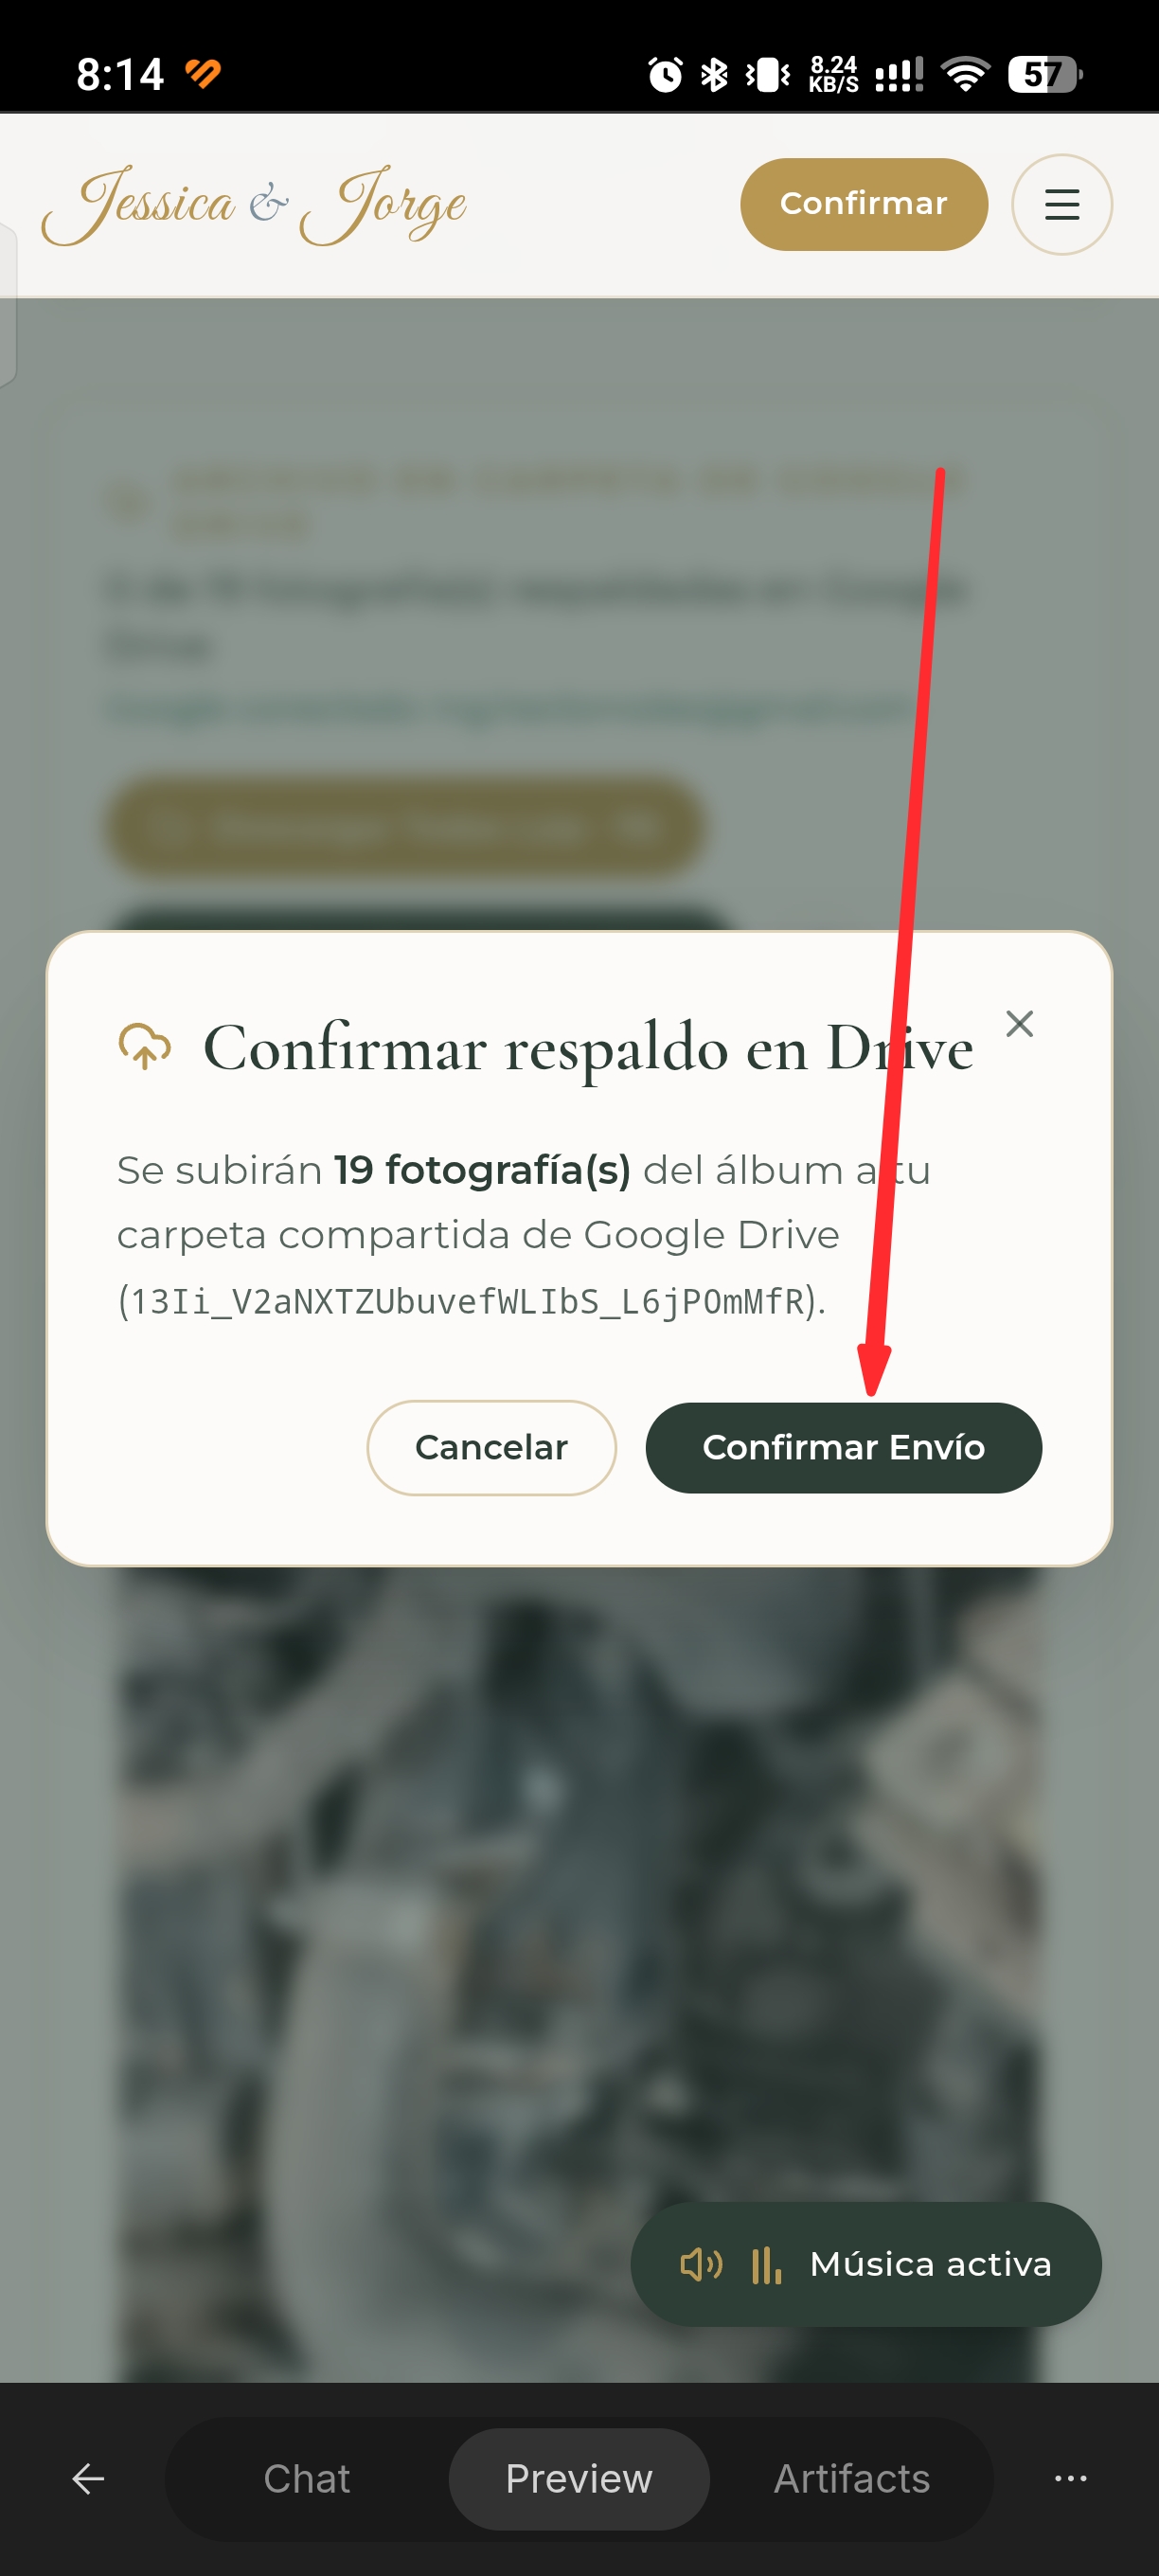 8:14
8.24
KB/S
57
Jessica & Jorge
Confirmar
Confirmar respaldo en Drive
Se subirán 19 fotografía(s) del álbum a tu
carpeta compartida de Google Drive
(13Ii_V2aNXTZUbuvefWLIbS_L6jPOmMfR).
Cancelar
Confirmar Envío
Música activa
Chat
Preview
Artifacts